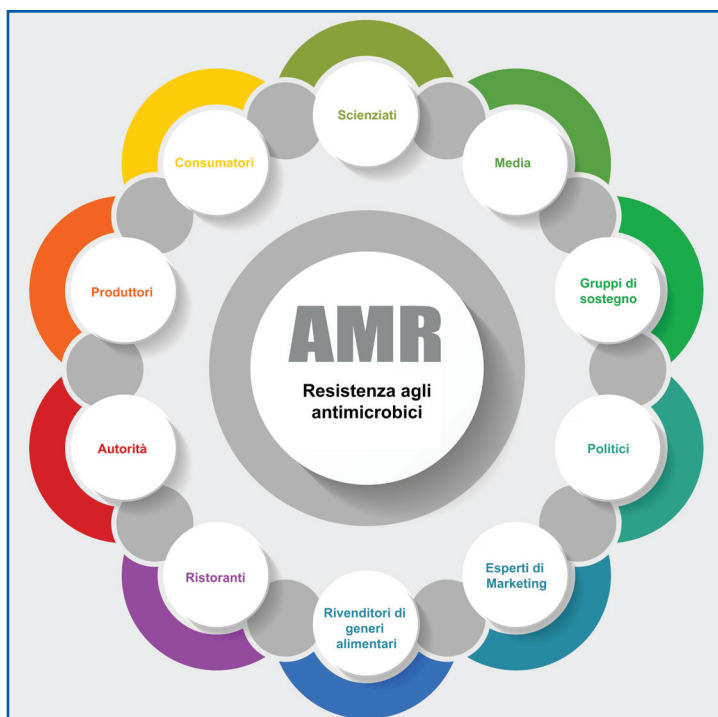 Scienziati
Consumatori
Media
Produttori
Gruppi di
sostegno
AMR
Resistenza agli
antimicrobici
Autorità
Politici
Ristoranti
Esperti di
Marketing
Rivenditori di
generi
alimentari